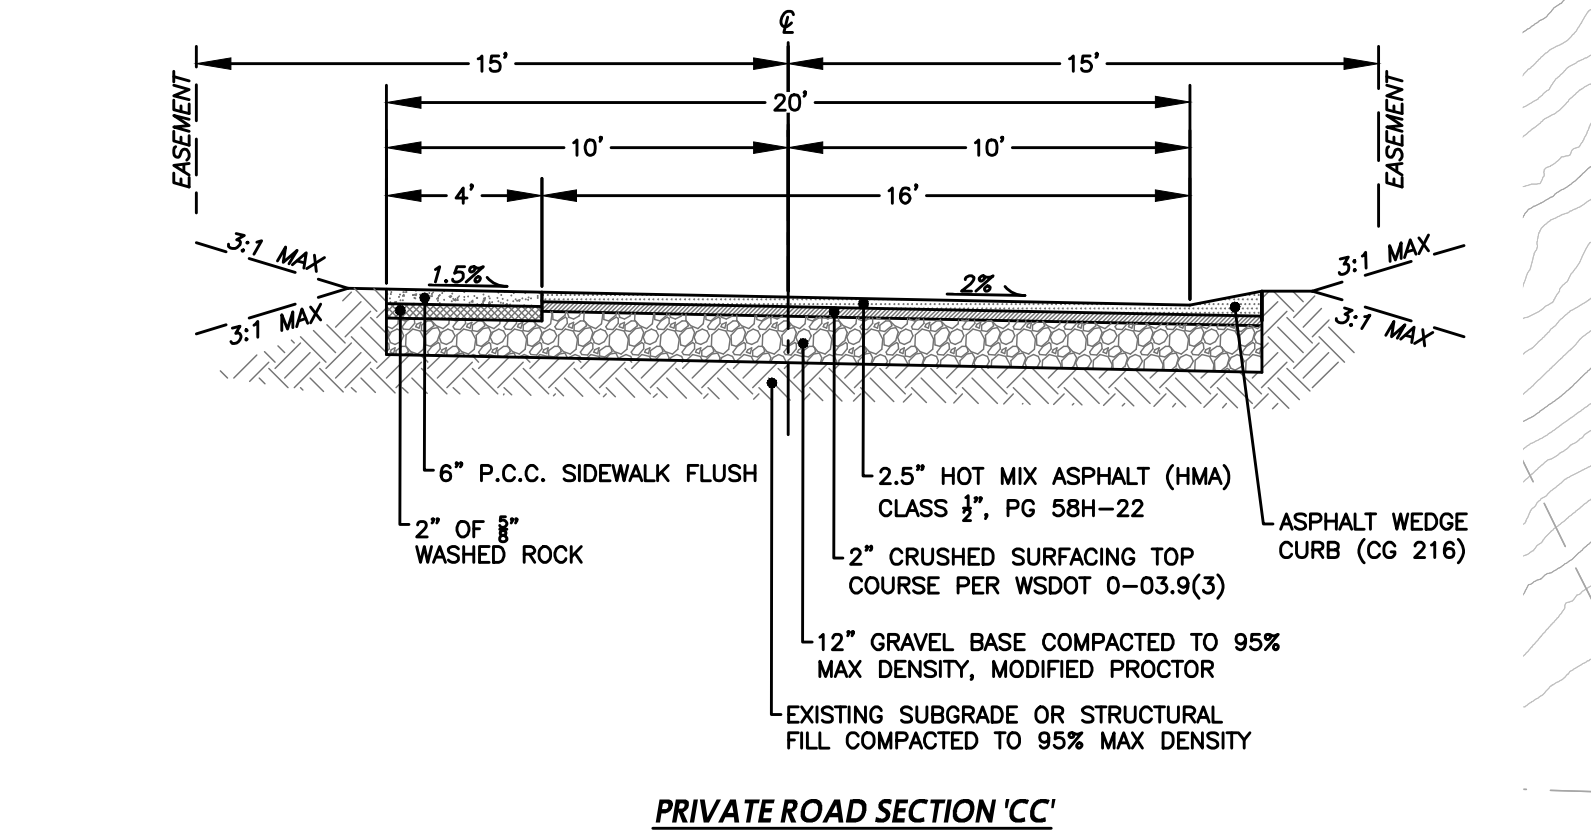 ℄
15' 15'
20'
10' 10'
4' 16'
EASEMENT
EASEMENT
3:1 MAX
3:1 MAX
1.5%
2%
3:1 MAX
3:1 MAX
6" P.C.C. SIDEWALK FLUSH
2" OF 5/8"
WASHED ROCK
2.5" HOT MIX ASPHALT (HMA)
CLASS 1/2", PG 58H-22
ASPHALT WEDGE
CURB (CG 216)
2" CRUSHED SURFACING TOP
COURSE PER WSDOT 0-03.9(3)
12" GRAVEL BASE COMPACTED TO 95%
MAX DENSITY, MODIFIED PROCTOR
EXISTING SUBGRADE OR STRUCTURAL
FILL COMPACTED TO 95% MAX DENSITY
PRIVATE ROAD SECTION 'CC'